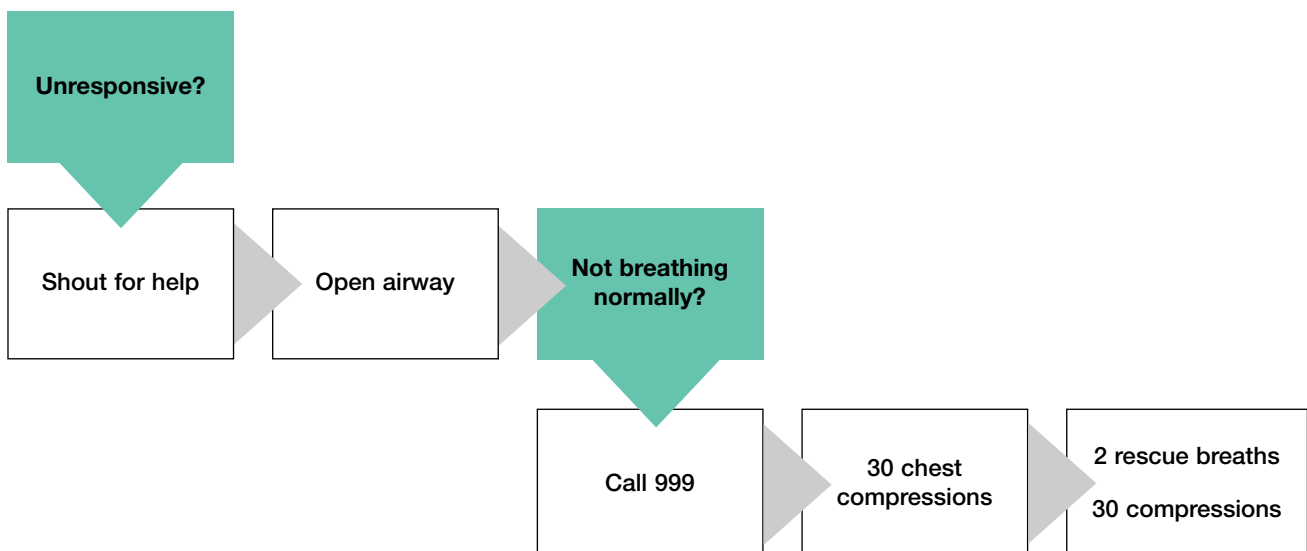 Unresponsive?
Shout for help
Open airway
Not breathing
normally?
Call 999
30 chest
compressions
2 rescue breaths
30 compressions